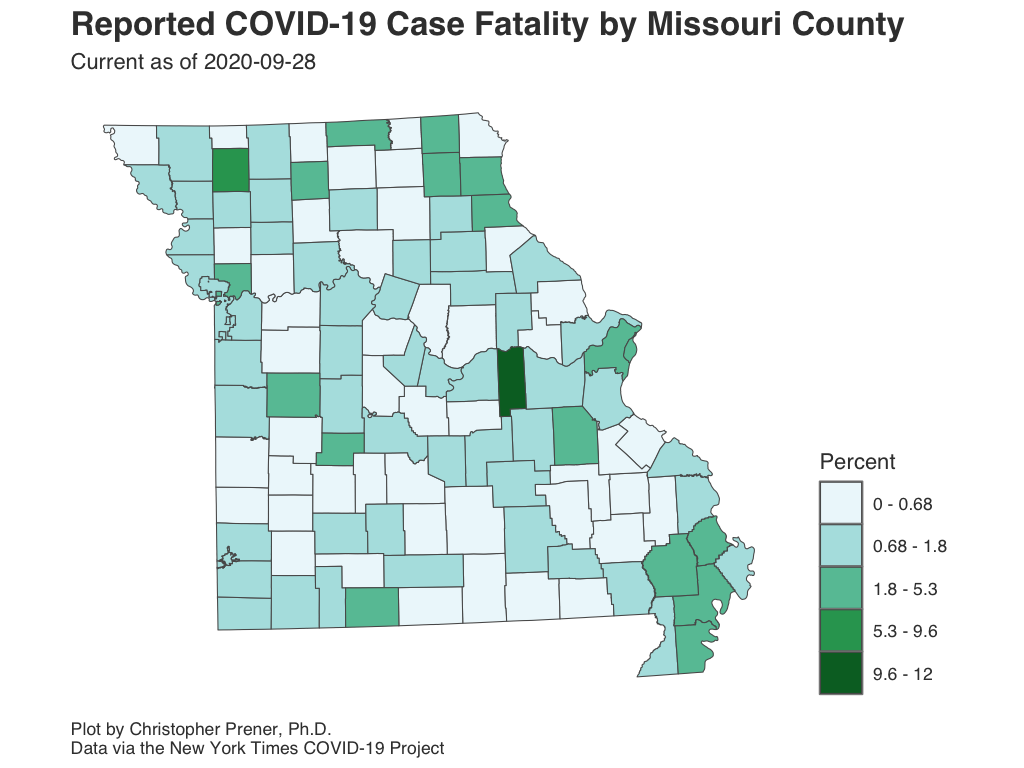 Reported COVID-19 Case Fatality by Missouri County
Current as of 2020-09-28
Percent
0 - 0.68
0.68 - 1.8
1.8 - 5.3
5.3 - 9.6
9.6 - 12
Plot by Christopher Prener, Ph.D.
Data via the New York Times COVID-19 Project